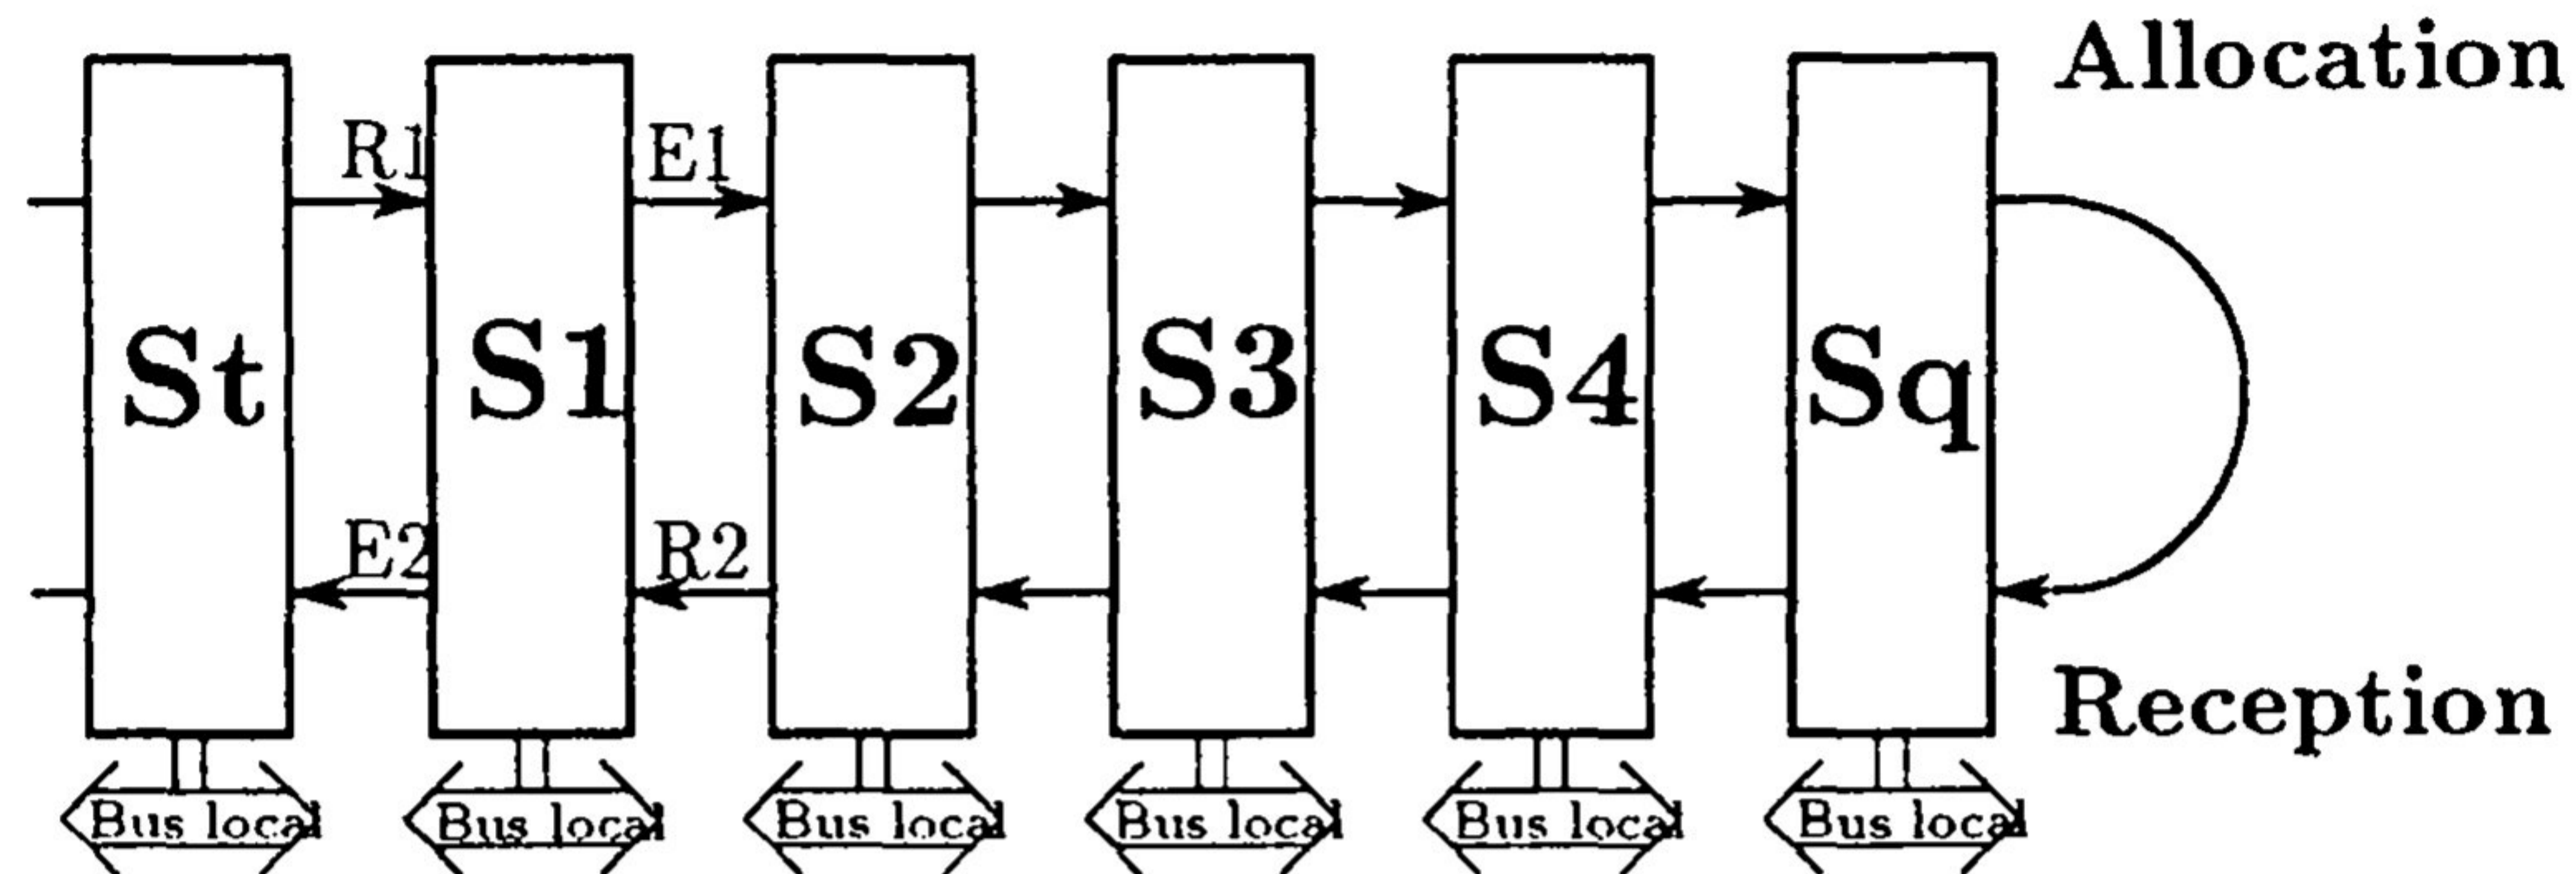 Allocation
R1 E1
St S1 S2 S3 S4 Sq
E2 R2
Reception
Bus local Bus local Bus local Bus local Bus local Bus local